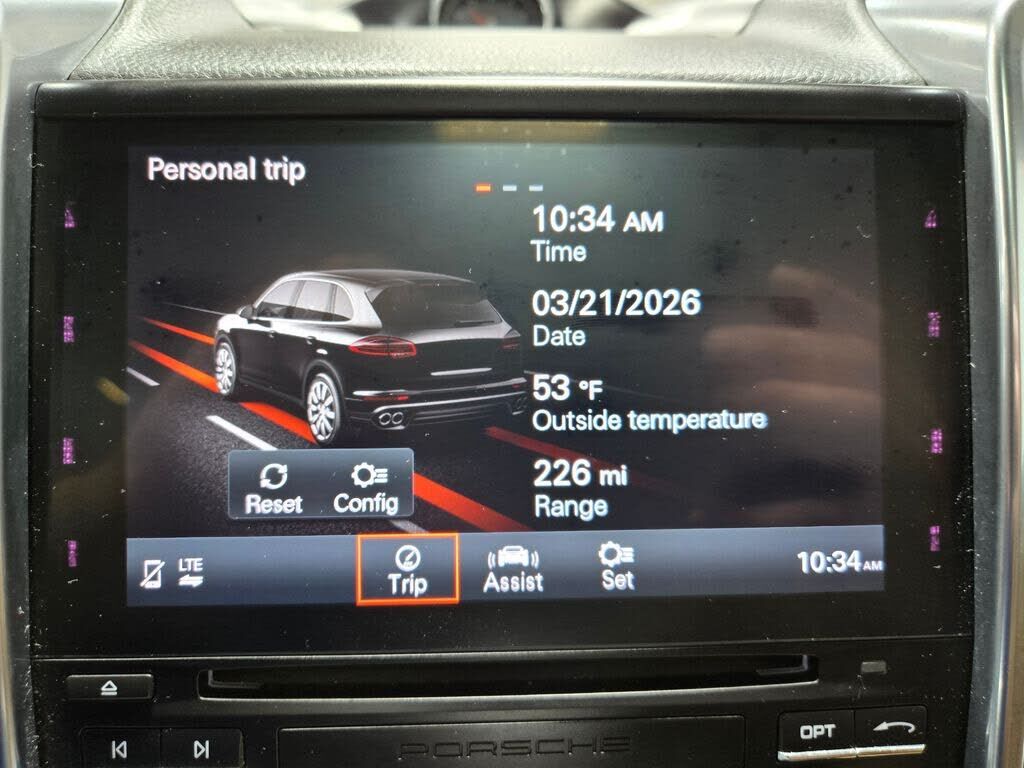 Personal trip
10:34 AM
Time
03/21/2026
Date
53 °F
Outside temperature
226 mi
Range
Reset Config
LTE
Trip
Assist
Set
10:34 AM
OPT
PORSCHE